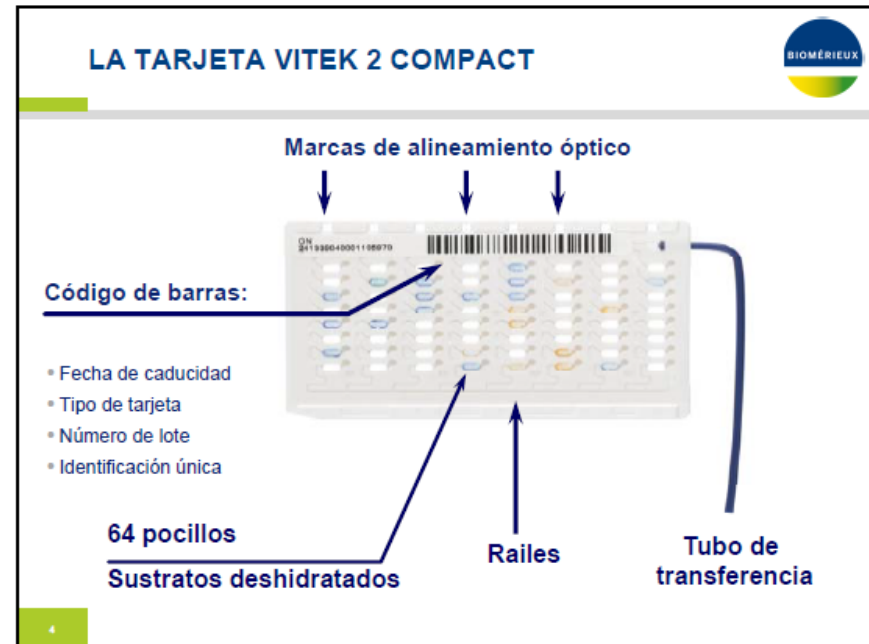 LA TARJETA VITEK 2 COMPACT
BIOMÉRIEUX
Marcas de alineamiento óptico
GN
Código de barras:
• Fecha de caducidad
• Tipo de tarjeta
• Número de lote
• Identificación única
64 pocillos
Sustratos deshidratados
Railes
Tubo de
transferencia
4